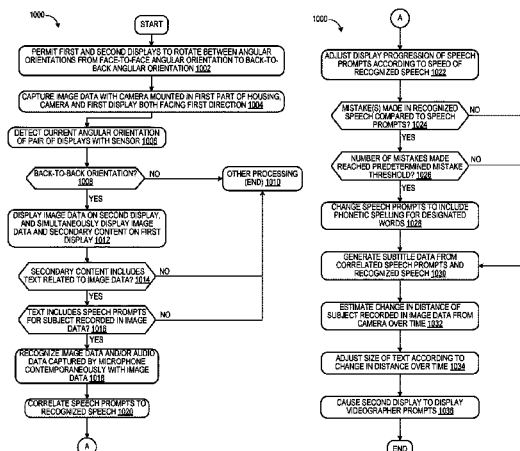 1000
START
PERMIT FIRST AND SECOND DISPLAYS TO ROTATE BETWEEN ANGULAR
ORIENTATIONS FROM FACE-TO-FACE ANGULAR ORIENTATION TO BACK-TO-
BACK ANGULAR ORIENTATION 1002
CAPTURE IMAGE DATA WITH CAMERA MOUNTED IN FIRST PART OF HOUSING,
CAMERA AND FIRST DISPLAY BOTH FACING FIRST DIRECTION 1004
DETECT CURRENT ANGULAR ORIENTATION
OF PAIR OF DISPLAYS WITH SENSOR 1006
BACK-TO-BACK ORIENTATION?
1008
NO
OTHER PROCESSING
(END) 1010
YES
DISPLAY IMAGE DATA ON SECOND DISPLAY,
AND SIMULTANEOUSLY DISPLAY IMAGE
DATA AND SECONDARY CONTENT ON FIRST
DISPLAY 1012
SECONDARY CONTENT INCLUDES
TEXT RELATED TO IMAGE DATA? 1014
NO
YES
TEXT INCLUDES SPEECH PROMPTS
FOR SUBJECT RECORDED IN IMAGE
DATA? 1016
NO
YES
RECOGNIZE IMAGE DATA AND/OR AUDIO
DATA CAPTURED BY MICROPHONE
CONTEMPORANEOUSLY WITH IMAGE
DATA 1018
CORRELATE SPEECH PROMPTS TO
RECOGNIZED SPEECH 1020
A
1000
A
ADJUST DISPLAY PROGRESSION OF SPEECH
PROMPTS ACCORDING TO SPEED OF
RECOGNIZED SPEECH 1022
MISTAKE(S) MADE IN RECOGNIZED
SPEECH COMPARED TO SPEECH
PROMPTS? 1024
NO
YES
NUMBER OF MISTAKES MADE
REACHED PREDETERMINED MISTAKE
THRESHOLD? 1026
NO
YES
CHANGE SPEECH PROMPTS TO INCLUDE
PHONETIC SPELLING FOR DESIGNATED
WORDS 1028
GENERATE SUBTITLE DATA FROM
CORRELATED SPEECH PROMPTS AND
RECOGNIZED SPEECH 1030
ESTIMATE CHANGE IN DISTANCE OF
SUBJECT RECORDED IN IMAGE DATA FROM
CAMERA OVER TIME 1032
ADJUST SIZE OF TEXT ACCORDING TO
CHANGE IN DISTANCE OVER TIME 1034
CAUSE SECOND DISPLAY TO DISPLAY
VIDEOGRAPHER PROMPTS 1036
END